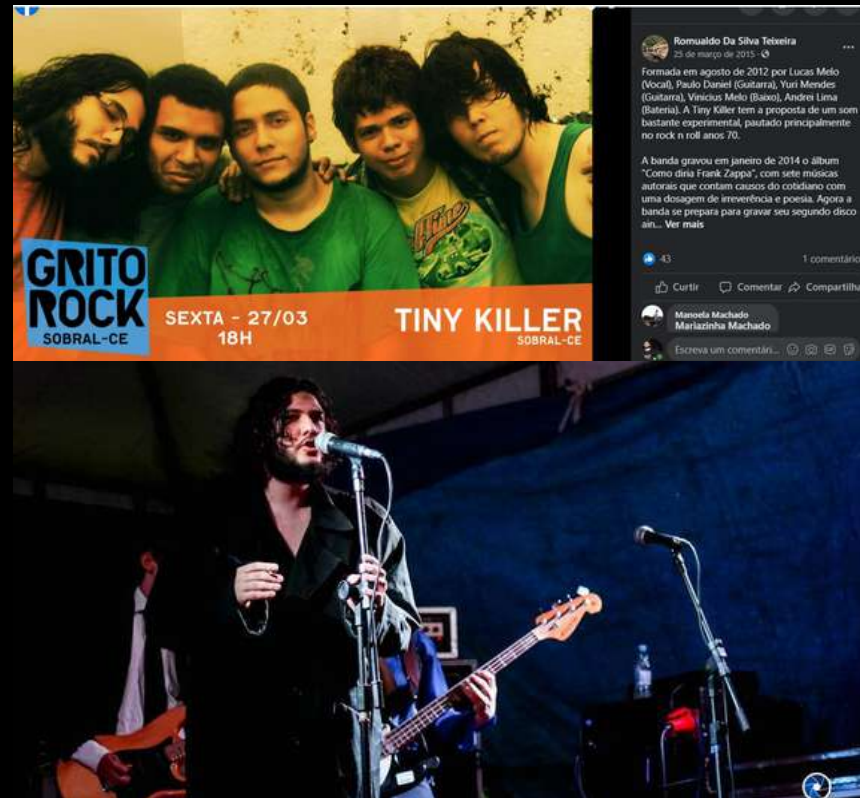 GRITO
ROCK
SOBRAL-CE
SEXTA - 27/03
18H
TINY KILLER
SOBRAL-CE
Romualdo Da Silva Teixeira
25 de março de 2015 ·
Formada em agosto de 2012 por Lucas Melo
(Vocal), Paulo Daniel (Guitarra), Yuri Mendes
(Guitarra), Vinicius Melo (Baixo), Andrei Lima
(Bateria). A Tiny Killer tem a proposta de um som
bastante experimental, pautado principalmente
no rock n roll anos 70.
A banda gravou em janeiro de 2014 o álbum
"Como diria Frank Zappa", com sete músicas
autorais que contam causos do cotidiano com
uma dosagem de irreverência e poesia. Agora a
banda se prepara para gravar seu segundo disco
ain... Ver mais
43
1 comentário
Curtir
Comentar
Compartilha
Manoela Machado
Mariazinha Machado
Escreva um comentári...